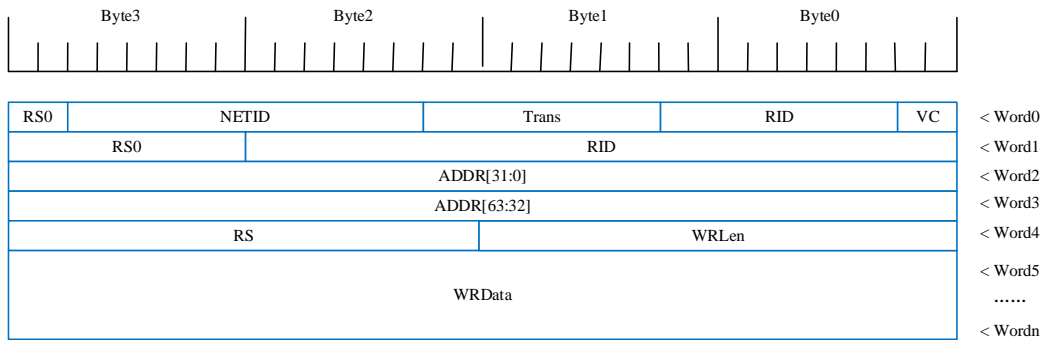 Byte3 Byte2 Byte1 Byte0
RS0 NETID Trans RID VC < Word0
RS0 RID < Word1
ADDR[31:0] < Word2
ADDR[63:32] < Word3
RS WRLen < Word4
< Word5
WRData
......
< Wordn